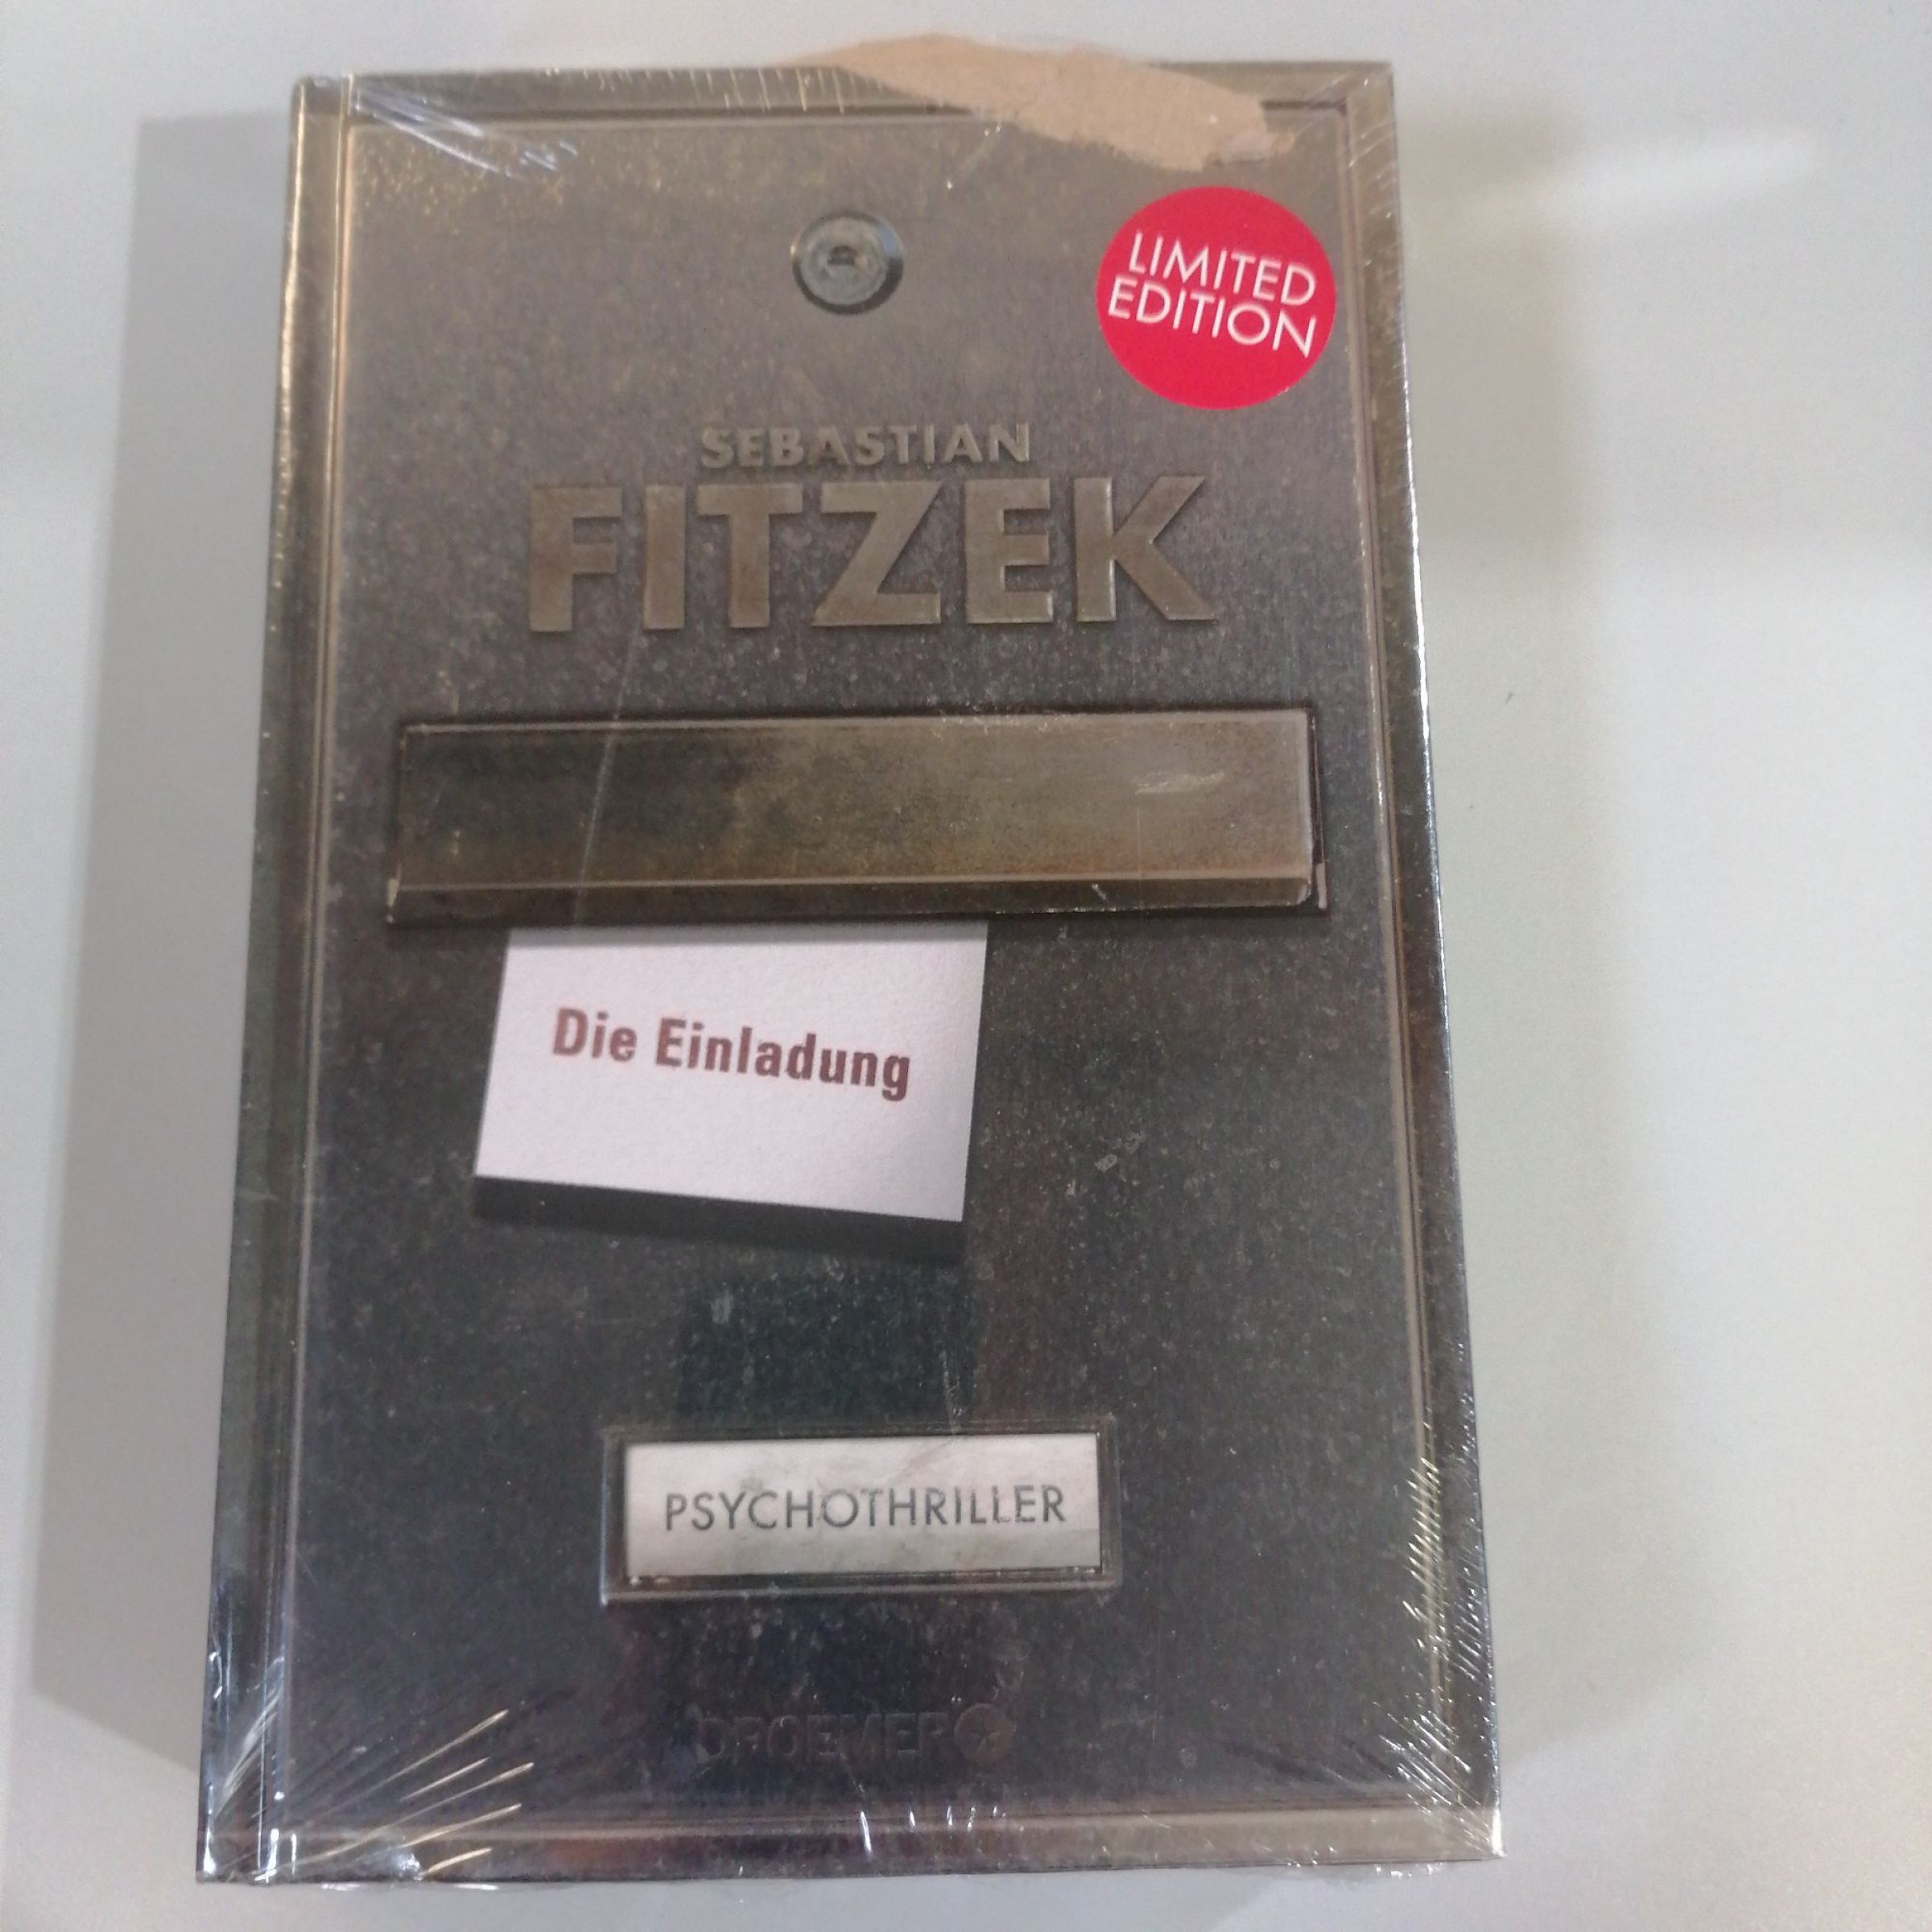 LIMITED
EDITION
SEBASTIAN
FITZEK
Die Einladung
PSYCHOTHRILLER
DROEMER